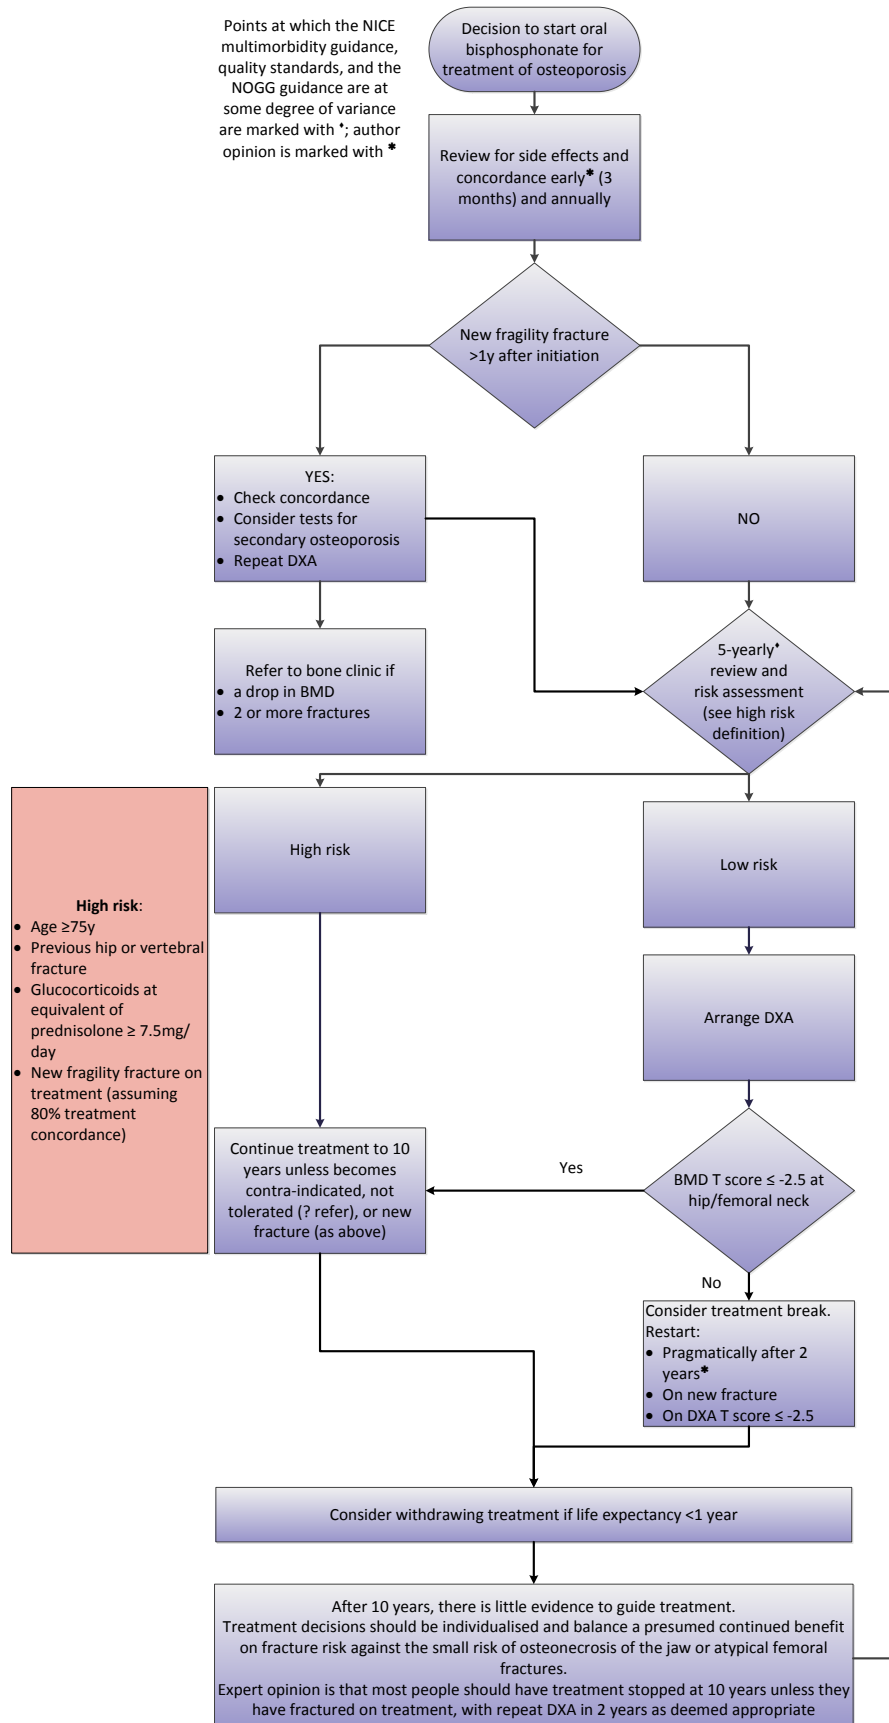 Points at which the NICE
multimorbidity guidance,
quality standards, and the
NOGG guidance are at
some degree of variance
are marked with ♦; author
opinion is marked with *
Decision to start oral
bisphosphonate for
treatment of osteoporosis
Review for side effects and
concordance early* (3
months) and annually
New fragility fracture
>1y after initiation
YES:
• Check concordance
• Consider tests for
secondary osteoporosis
• Repeat DXA
NO
Refer to bone clinic if
• a drop in BMD
• 2 or more fractures
5-yearly♦
review and
risk assessment
(see high risk
definition)
High risk
Low risk
High risk:
• Age ≥75y
• Previous hip or vertebral
fracture
• Glucocorticoids at
equivalent of
prednisolone ≥ 7.5mg/
day
• New fragility fracture on
treatment (assuming
80% treatment
concordance)
Arrange DXA
Continue treatment to 10
years unless becomes
contra-indicated, not
tolerated (? refer), or new
fracture (as above)
Yes
BMD T score ≤ -2.5 at
hip/femoral neck
No
Consider treatment break.
Restart:
• Pragmatically after 2
years*
• On new fracture
• On DXA T score ≤ -2.5
Consider withdrawing treatment if life expectancy <1 year
After 10 years, there is little evidence to guide treatment.
Treatment decisions should be individualised and balance a presumed continued benefit
on fracture risk against the small risk of osteonecrosis of the jaw or atypical femoral
fractures.
Expert opinion is that most people should have treatment stopped at 10 years unless they
have fractured on treatment, with repeat DXA in 2 years as deemed appropriate